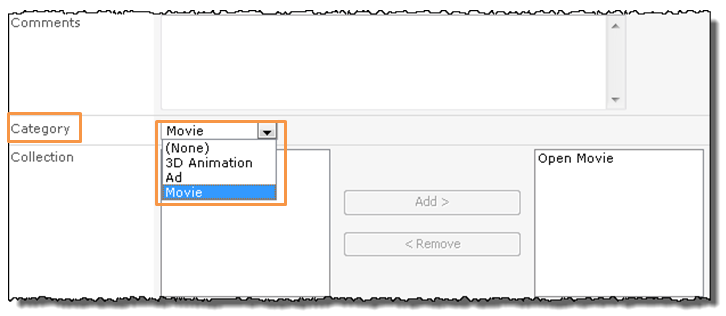 Comments
Category
Movie
(None)
3D Animation
Ad
Movie
Collection
Open Movie
Add >
< Remove